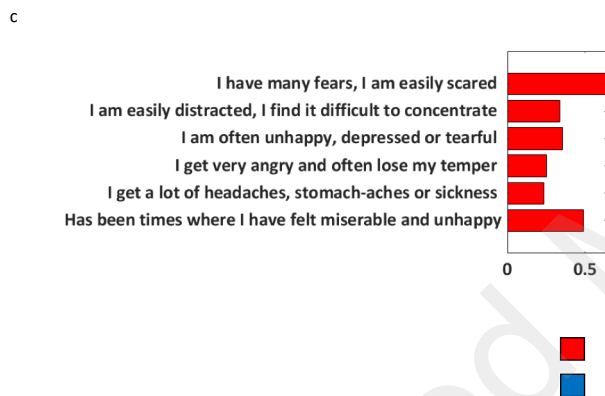 c
I have many fears, I am easily scared
I am easily distracted, I find it difficult to concentrate
I am often unhappy, depressed or tearful
I get very angry and often lose my temper
I get a lot of headaches, stomach-aches or sickness
Has been times where I have felt miserable and unhappy
0 0.5